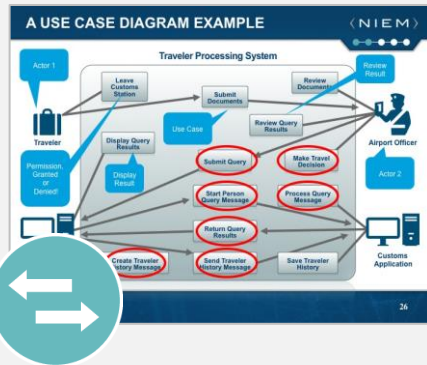 A USE CASE DIAGRAM EXAMPLE
〈NIEM〉
Traveler Processing System
Actor 1
Leave
Customs
Station
Submit
Documents
Review
Documents
Review
Result
Traveler
Use Case
Review Query
Results
Airport Officer
Display Query
Results
Permission,
Granted
or
Denied!
Display
Result
Submit Query
Make Travel
Decision
Actor 2
Start Person
Query Message
Process Query
Message
Return Query
Results
Customs
Application
Create Traveler
History Message
Send Traveler
History Message
Save Traveler
History
26